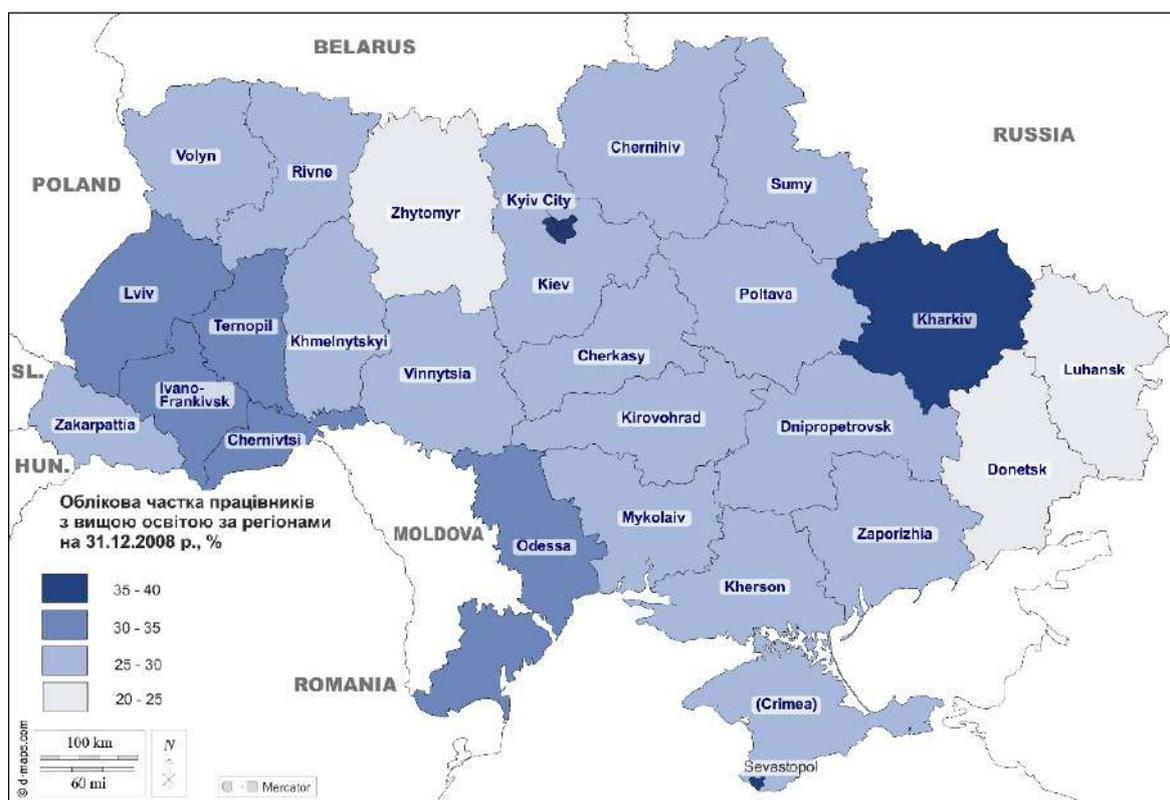 BELARUS
RUSSIA
POLAND
Volyn
Rivne
Zhytomyr
Kyiv City
Chernihiv
Sumy
Lviv
Ternopil
Khmelnytskyi
Kiev
Poltava
Kharkiv
Cherkasy
Vinnytsia
Luhansk
SL.
Ivano-
Frankivsk
Zakarpattia
Chernivtsi
Kirovohrad
Dnipropetrovsk
Donetsk
HUN.
Облікова частка працівників
з вищою освітою за регіонами
на 31.12.2008 р., %
MOLDOVA
Odessa
Mykolaiv
Zaporizhia
Kherson
35 - 40
30 - 35
25 - 30
20 - 25
ROMANIA
(Crimea)
Sevastopol
© d-maps.com
100 km
60 mi
N
Mercator